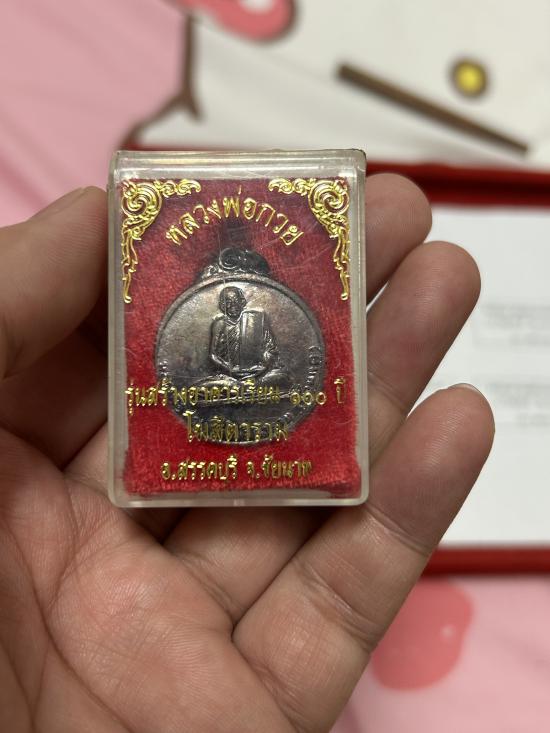 หลวงพ่อกวย
รุ่นสร้างอาคารเรียน ๑๐๐ ปี
โฆสิตาราม
อ.สรรคบุรี จ.ชัยนาท